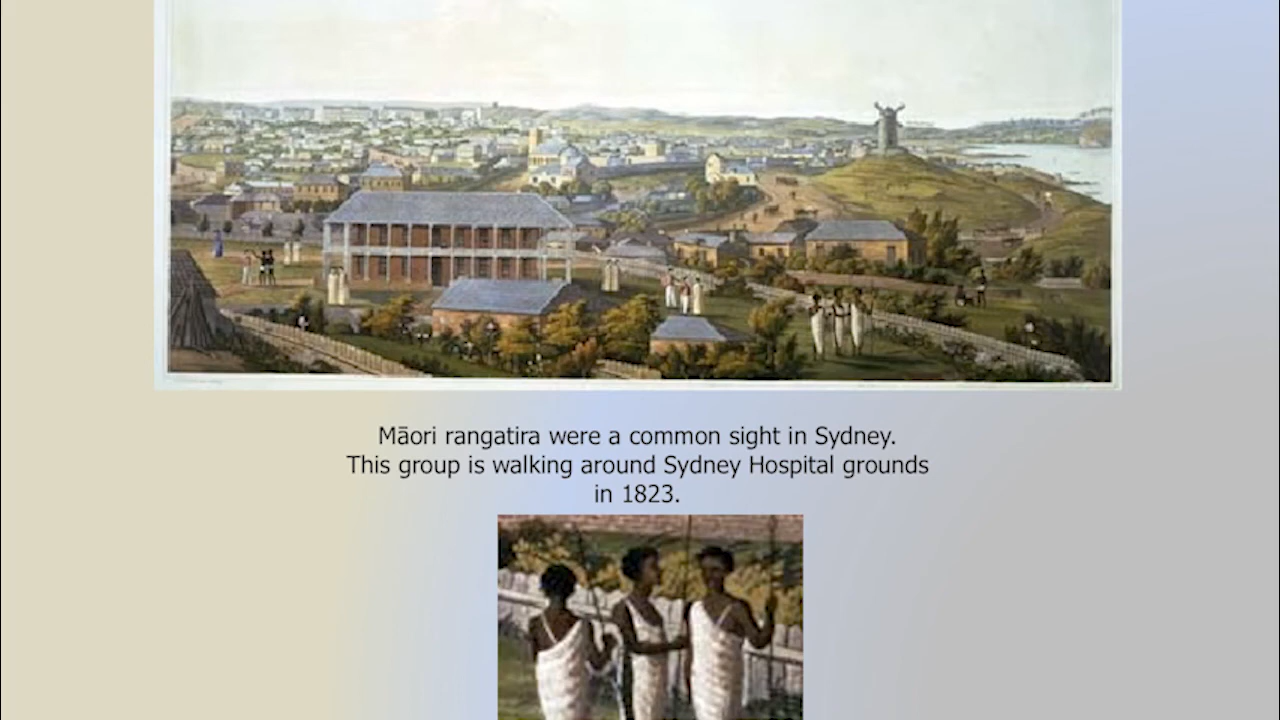 Māori rangatira were a common sight in Sydney.
This group is walking around Sydney Hospital grounds
in 1823.